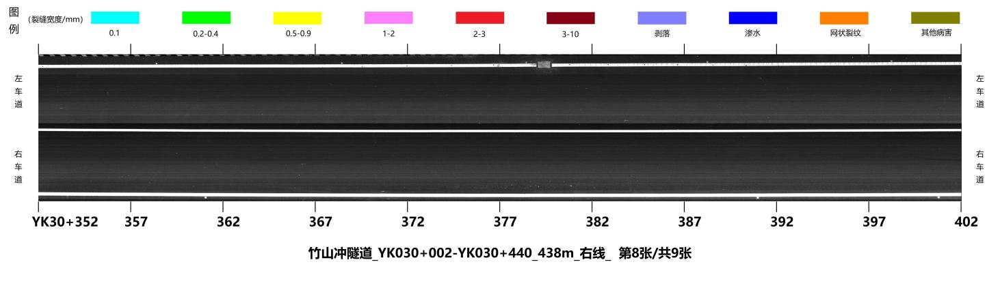 图例
(裂缝宽度/mm)
0.1
0.2-0.4
0.5-0.9
1-2
2-3
3-10
剥落
渗水
网状裂纹
其他病害
左车道
左车道
右车道
右车道
YK30+352 357 362 367 372 377 382 387 392 397 402
竹山冲隧道_YK030+002-YK030+440_438m_右线_ 第8张/共9张